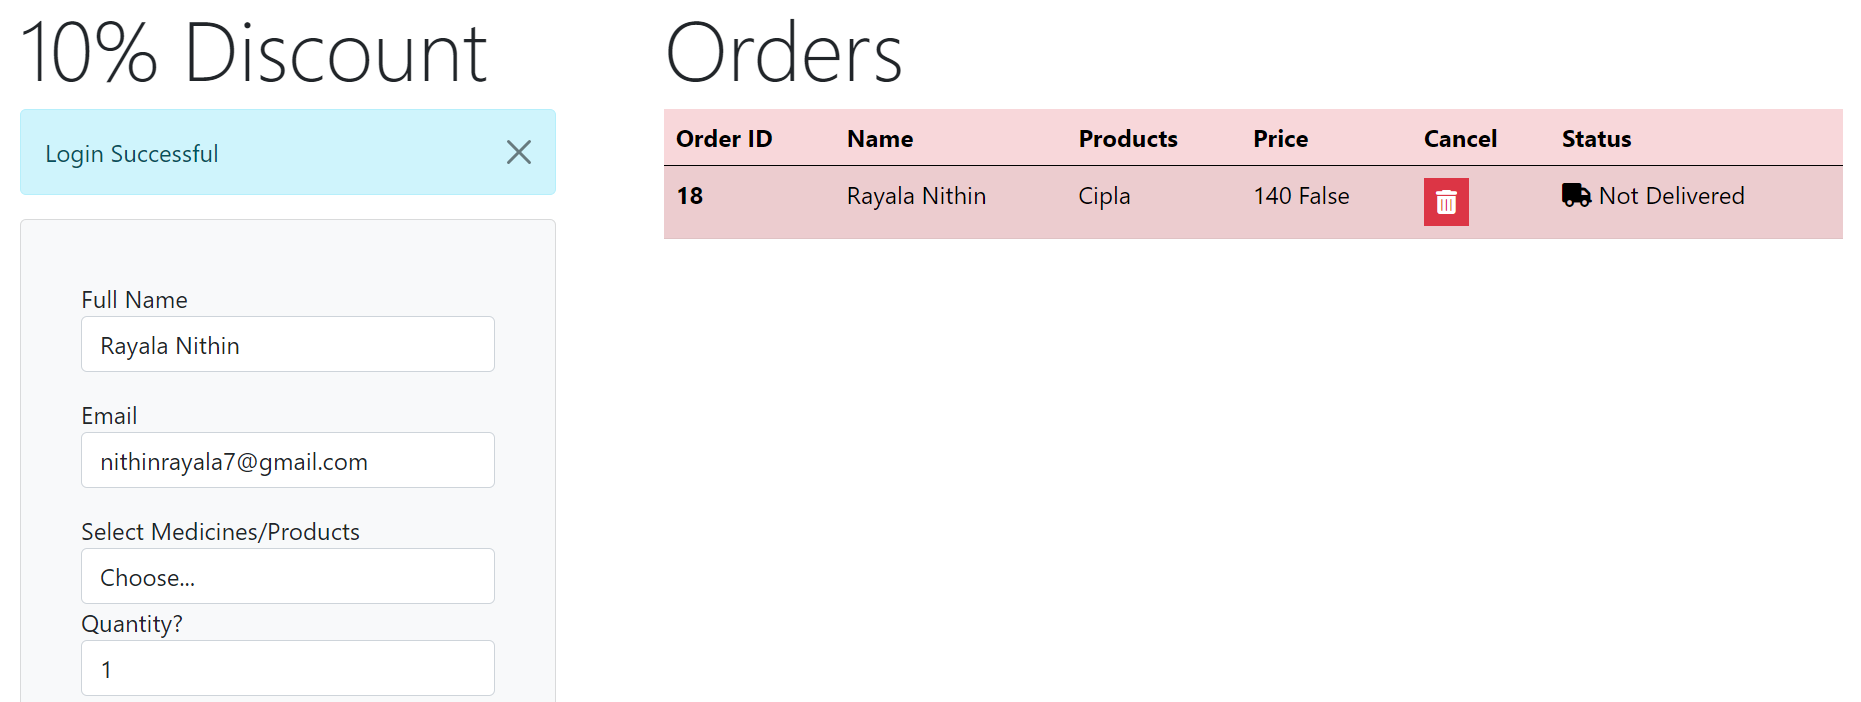 10% Discount
Login Successful
Full Name
Rayala Nithin
Email
nithinrayala7@gmail.com
Select Medicines/Products
Choose...
Quantity?
1
Orders
Order ID Name Products Price Cancel Status
18 Rayala Nithin Cipla 140 False Not Delivered